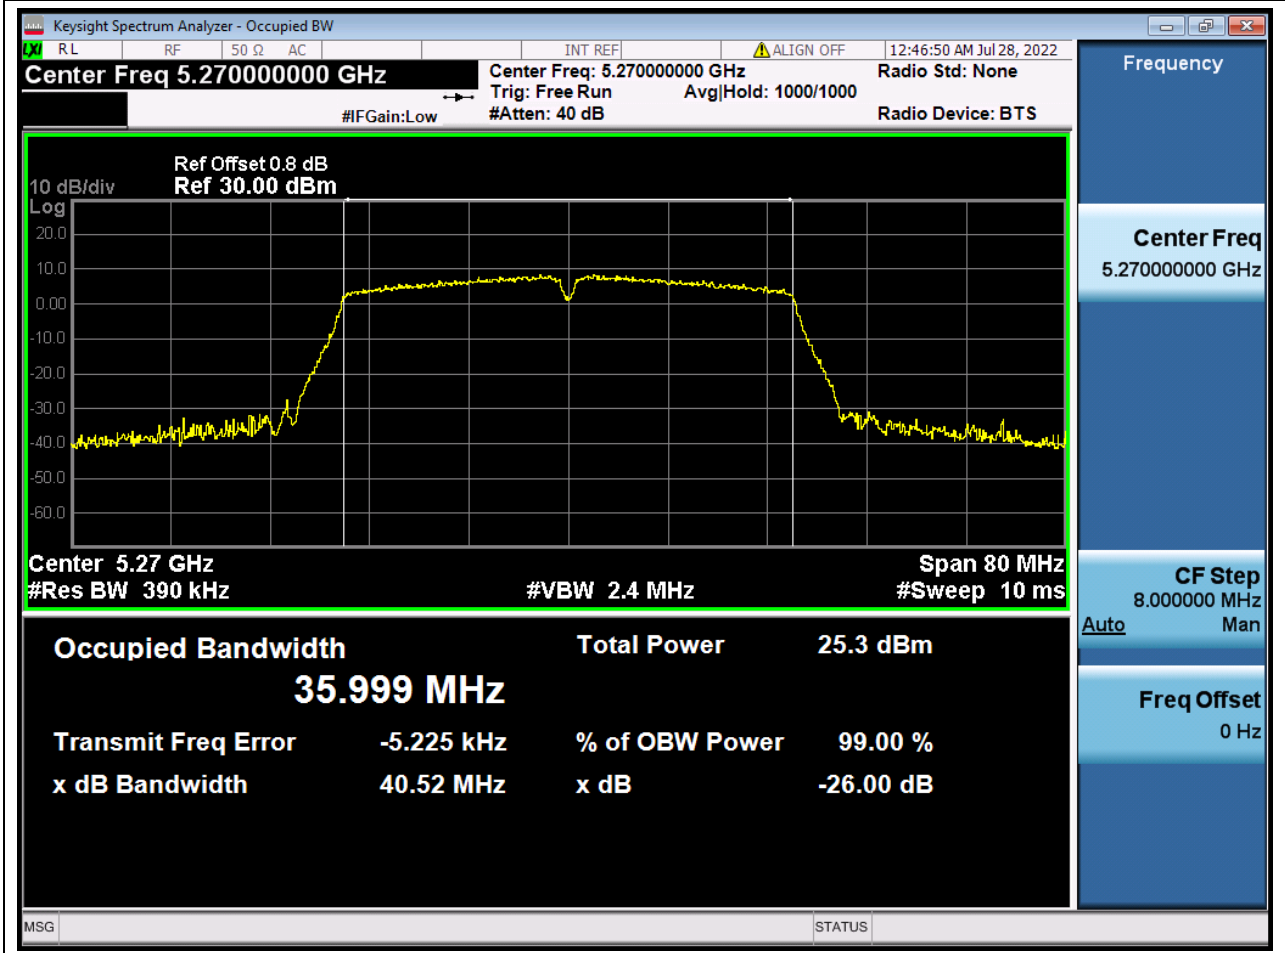 Keysight Spectrum Analyzer - Occupied BW
LXI RL RF 50 Ω AC INT REF ALIGN OFF 12:46:50 AM Jul 28, 2022
Center Freq 5.270000000 GHz
Center Freq: 5.270000000 GHz
Radio Std: None
Trig: Free Run Avg|Hold: 1000/1000
#IFGain:Low
#Atten: 40 dB
Radio Device: BTS
Ref Offset 0.8 dB
10 dB/div Ref 30.00 dBm
Log
20.0
10.0
0.00
-10.0
-20.0
-30.0
-40.0
-50.0
-60.0
Center 5.27 GHz Span 80 MHz
#Res BW 390 kHz #VBW 2.4 MHz #Sweep 10 ms
Occupied Bandwidth Total Power 25.3 dBm
35.999 MHz
Transmit Freq Error -5.225 kHz % of OBW Power 99.00 %
x dB Bandwidth 40.52 MHz x dB -26.00 dB
Frequency
Center Freq
5.270000000 GHz
CF Step
8.000000 MHz
Auto Man
Freq Offset
0 Hz
MSG STATUS